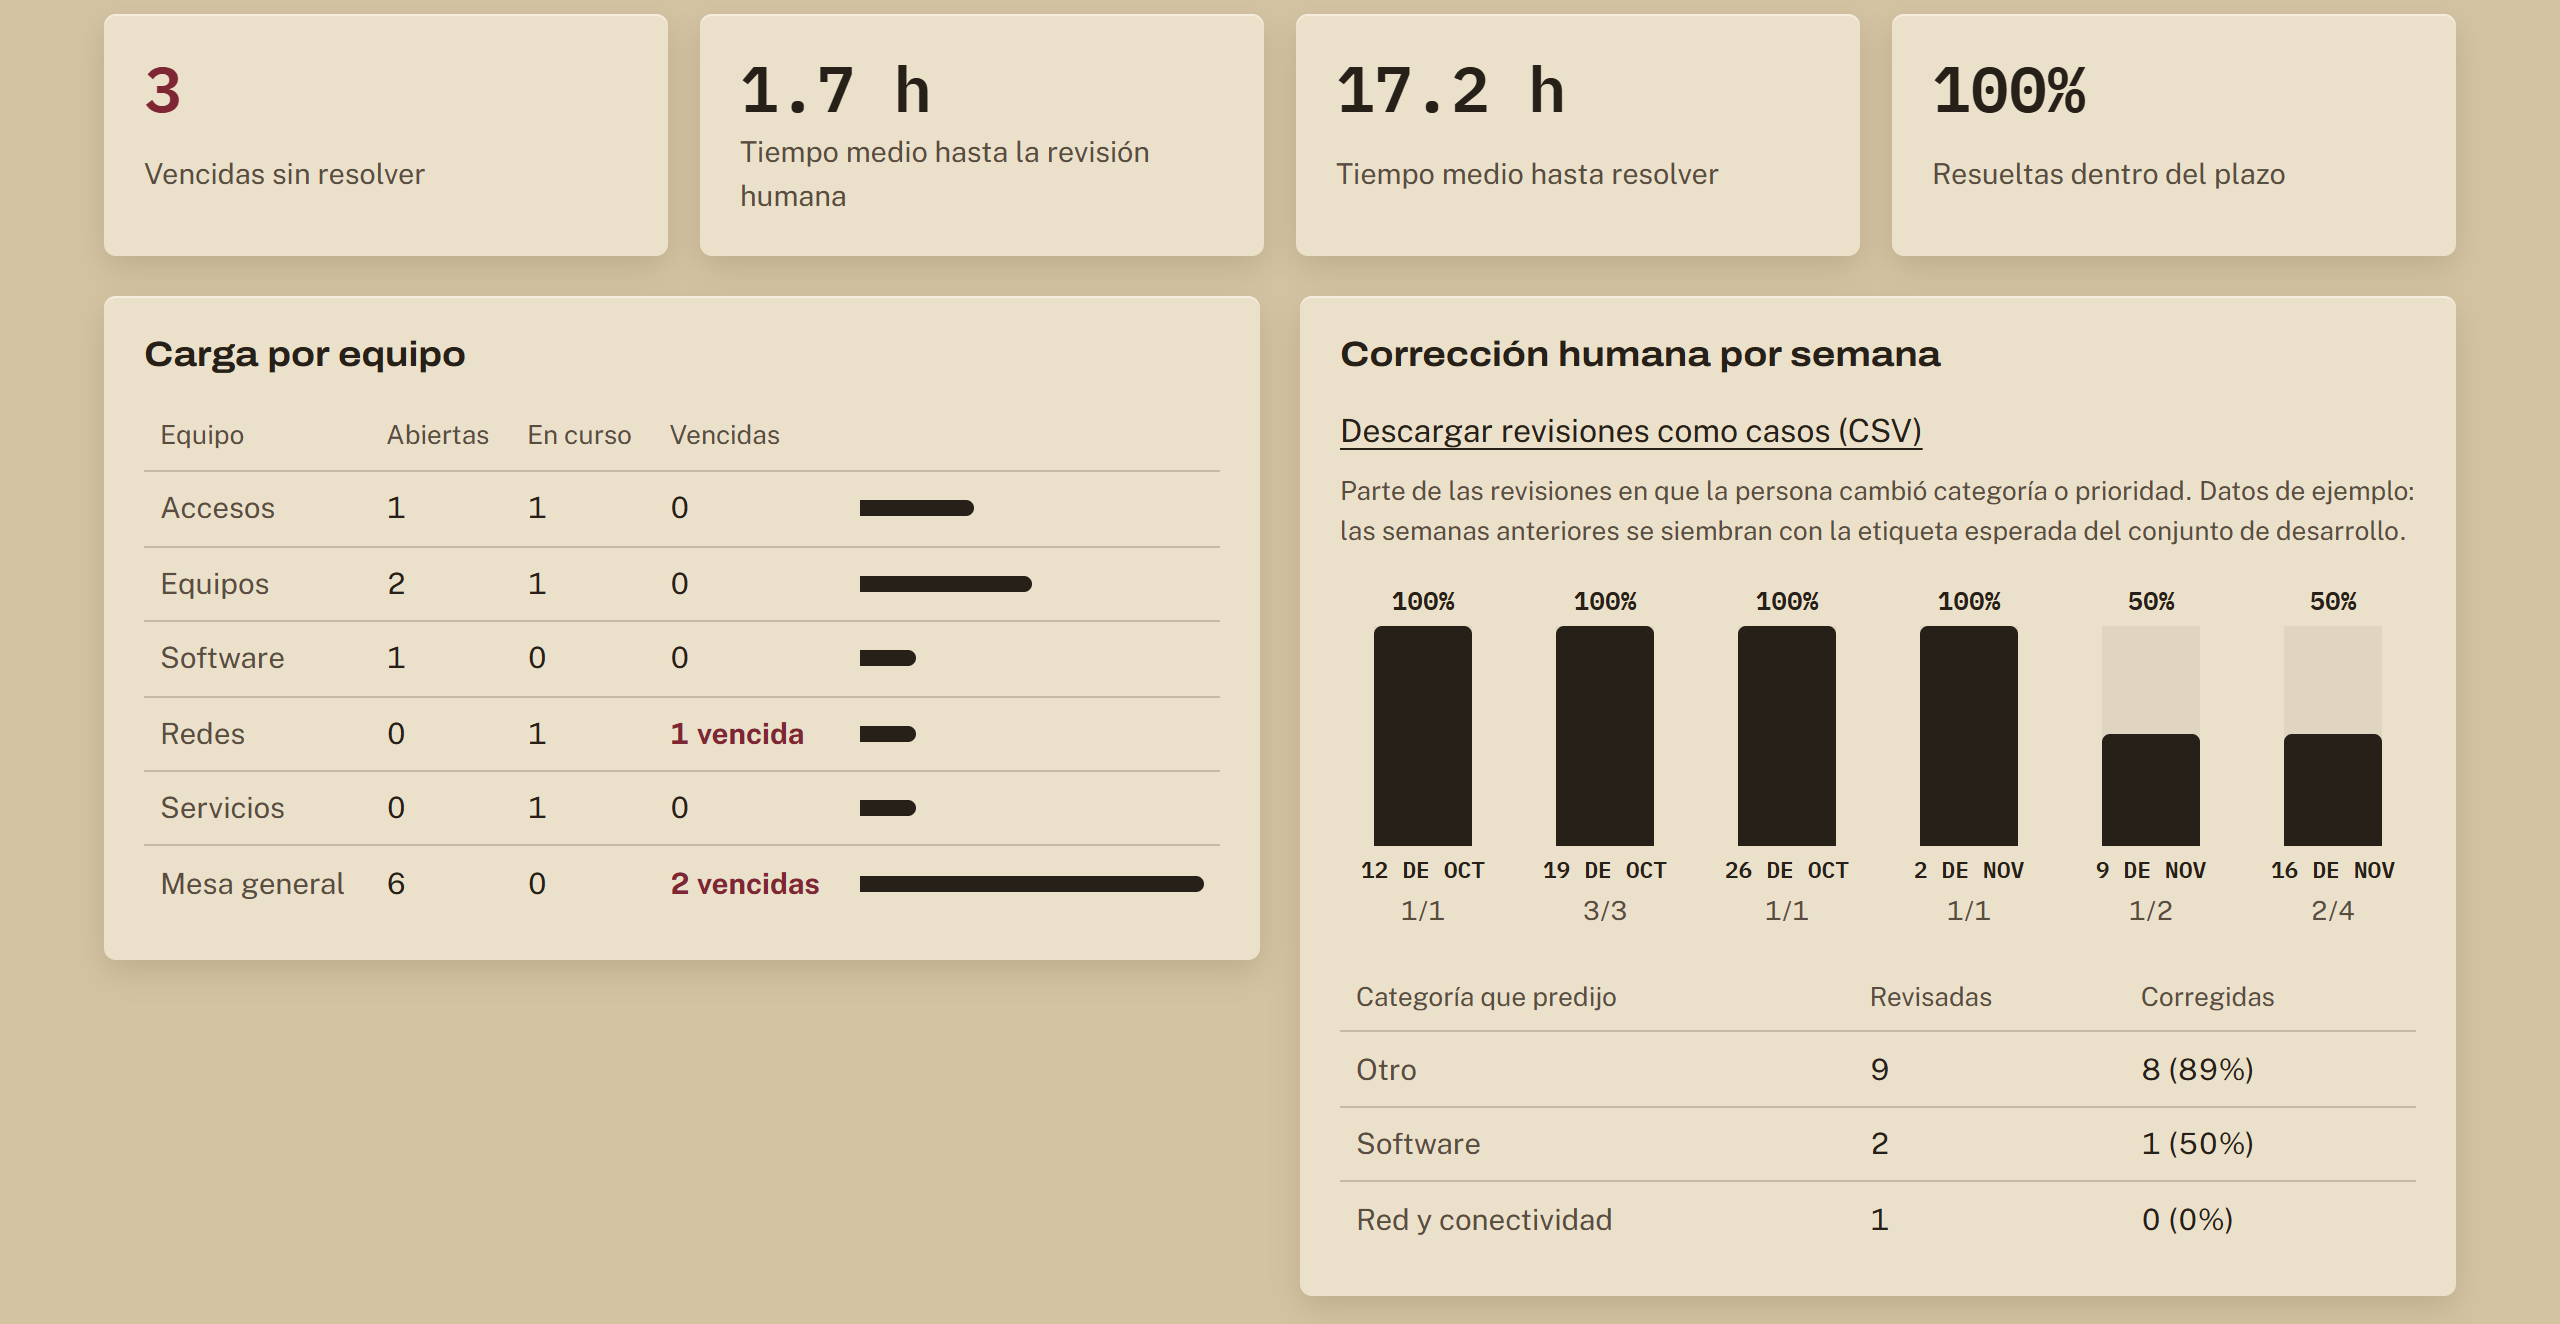 3
Vencidas sin resolver
1.7 h
Tiempo medio hasta la revisión
humana
17.2 h
Tiempo medio hasta resolver
100%
Resueltas dentro del plazo
Carga por equipo
Equipo Abiertas En curso Vencidas
Accesos 1 1 0
Equipos 2 1 0
Software 1 0 0
Redes 0 1 1 vencida
Servicios 0 1 0
Mesa general 6 0 2 vencidas
Corrección humana por semana
Descargar revisiones como casos (CSV)
Parte de las revisiones en que la persona cambió categoría o prioridad. Datos de ejemplo:
las semanas anteriores se siembran con la etiqueta esperada del conjunto de desarrollo.
100% 100% 100% 100% 50% 50%
12 DE OCT 19 DE OCT 26 DE OCT 2 DE NOV 9 DE NOV 16 DE NOV
1/1 3/3 1/1 1/1 1/2 2/4
Categoría que predijo Revisadas Corregidas
Otro 9 8 (89%)
Software 2 1 (50%)
Red y conectividad 1 0 (0%)